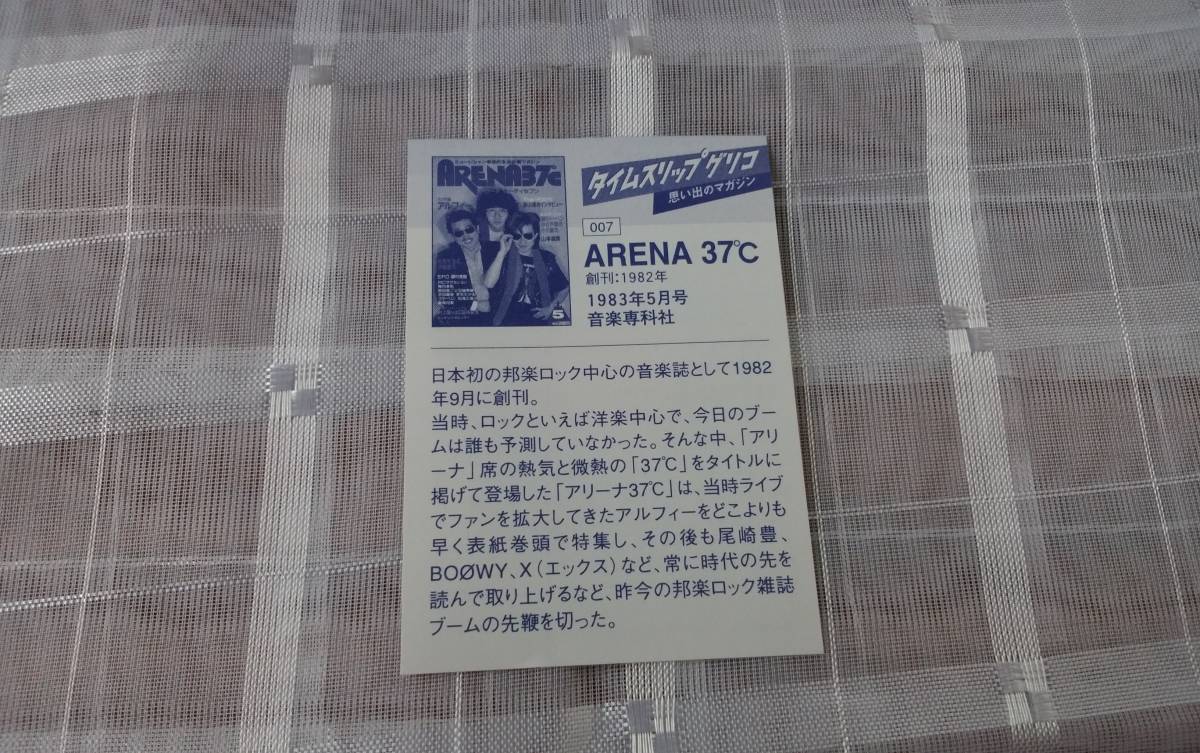 ARENA37℃
アルフィー
5
タイムスリップグリコ
思い出のマガジン
007
ARENA 37℃
創刊：1982年
1983年5月号
音楽専科社
日本初の邦楽ロック中心の音楽誌として1982
年9月に創刊。
当時、ロックといえば洋楽中心で、今日のブー
ムは誰も予測していなかった。そんな中、「アリ
ーナ」席の熱気と微熱の「37℃」をタイトルに
掲げて登場した「アリーナ37℃」は、当時ライブ
でファンを拡大してきたアルフィーをどこよりも
早く表紙巻頭で特集し、その後も尾崎豊、
BOØWY、X（エックス）など、常に時代の先を
読んで取り上げるなど、昨今の邦楽ロック雑誌
ブームの先鞭を切った。